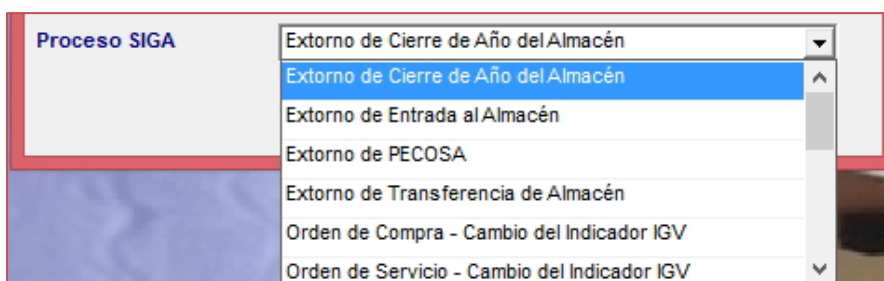 Proceso SIGA
Extorno de Cierre de Año del Almacén
Extorno de Cierre de Año del Almacén
Extorno de Entrada al Almacén
Extorno de PECOSA
Extorno de Transferencia de Almacén
Orden de Compra - Cambio del Indicador IGV
Orden de Servicio - Cambio del Indicador IGV